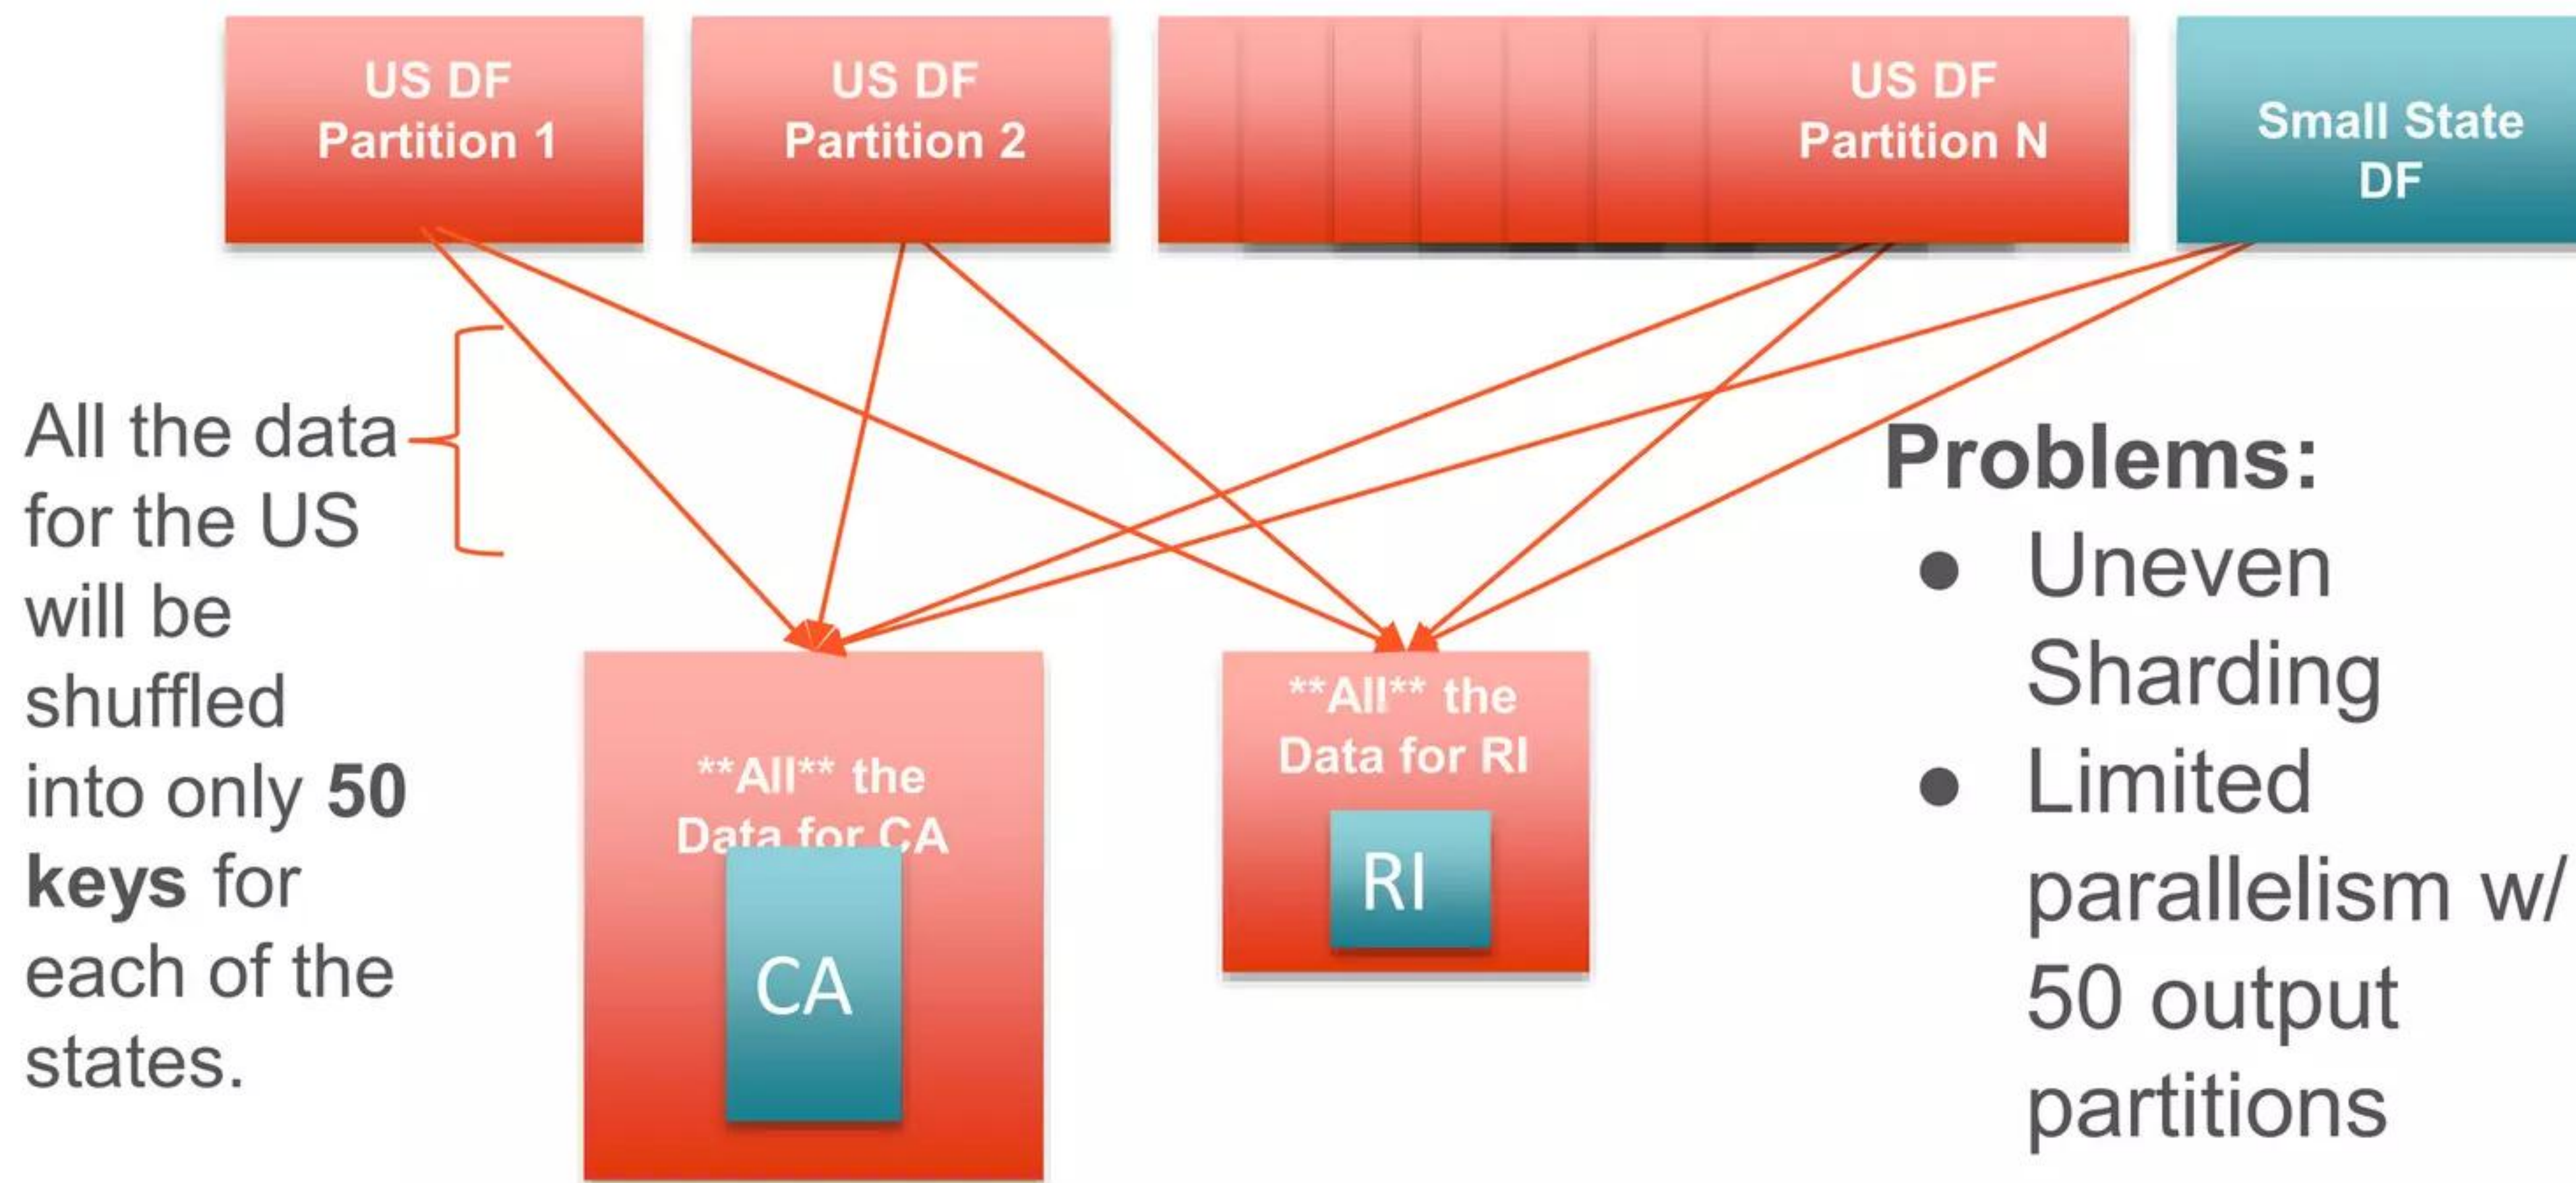 US DF
Partition 1
US DF
Partition 2
US DF
Partition N
Small State
DF
All the data
for the US
will be
shuffled
into only 50
keys for
each of the
states.
**All** the
Data for CA
CA
**All** the
Data for RI
RI
Problems:
● Uneven
Sharding
● Limited
parallelism w/
50 output
partitions